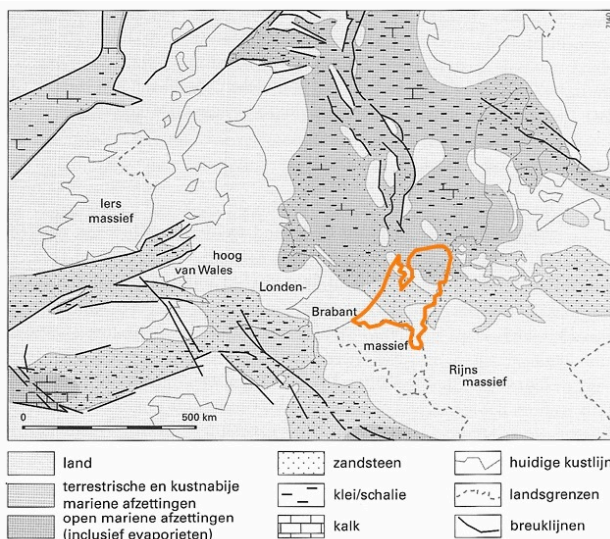 Iers
massief
hoog
van Wales
Londen-
Brabant
massief
Rijns
massief
0
500 km
land
terrestrische en kustnabije
mariene afzettingen
open mariene afzettingen
(inclusief evaporieten)
zandsteen
klei/schalie
kalk
huidige kustlijn
landsgrenzen
breuklijnen